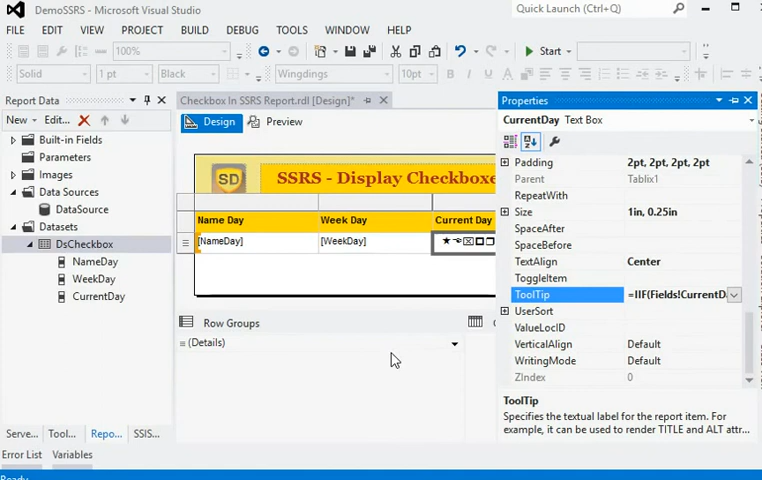 DemoSSRS - Microsoft Visual Studio
Quick Launch (Ctrl+Q)
FILE EDIT VIEW PROJECT BUILD DEBUG TOOLS WINDOW HELP
100% Start
Solid 1 pt Black Wingdings 10pt B I U A
Report Data
New Edit...
Built-in Fields
Parameters
Images
Data Sources
DataSource
Datasets
DsCheckbox
NameDay
WeekDay
CurrentDay
Serve... Tool... Repo... SSIS...
Error List Variables
Ready
Checkbox In SSRS Report.rdl [Design]*
Design Preview
SD SSRS - Display Checkboxe
Name Day Week Day Current Day
[NameDay] [WeekDay]
Row Groups
(Details)
Properties
CurrentDay Text Box
Padding 2pt, 2pt, 2pt, 2pt
Parent Tablix1
RepeatWith
Size 1in, 0.25in
SpaceAfter
SpaceBefore
TextAlign Center
ToggleItem
ToolTip =IIF(Fields!CurrentDa
UserSort
ValueLocID
VerticalAlign Default
WritingMode Default
ZIndex 0
ToolTip
Specifies the textual label for the report item. For
example, it can be used to render TITLE and ALT attr...